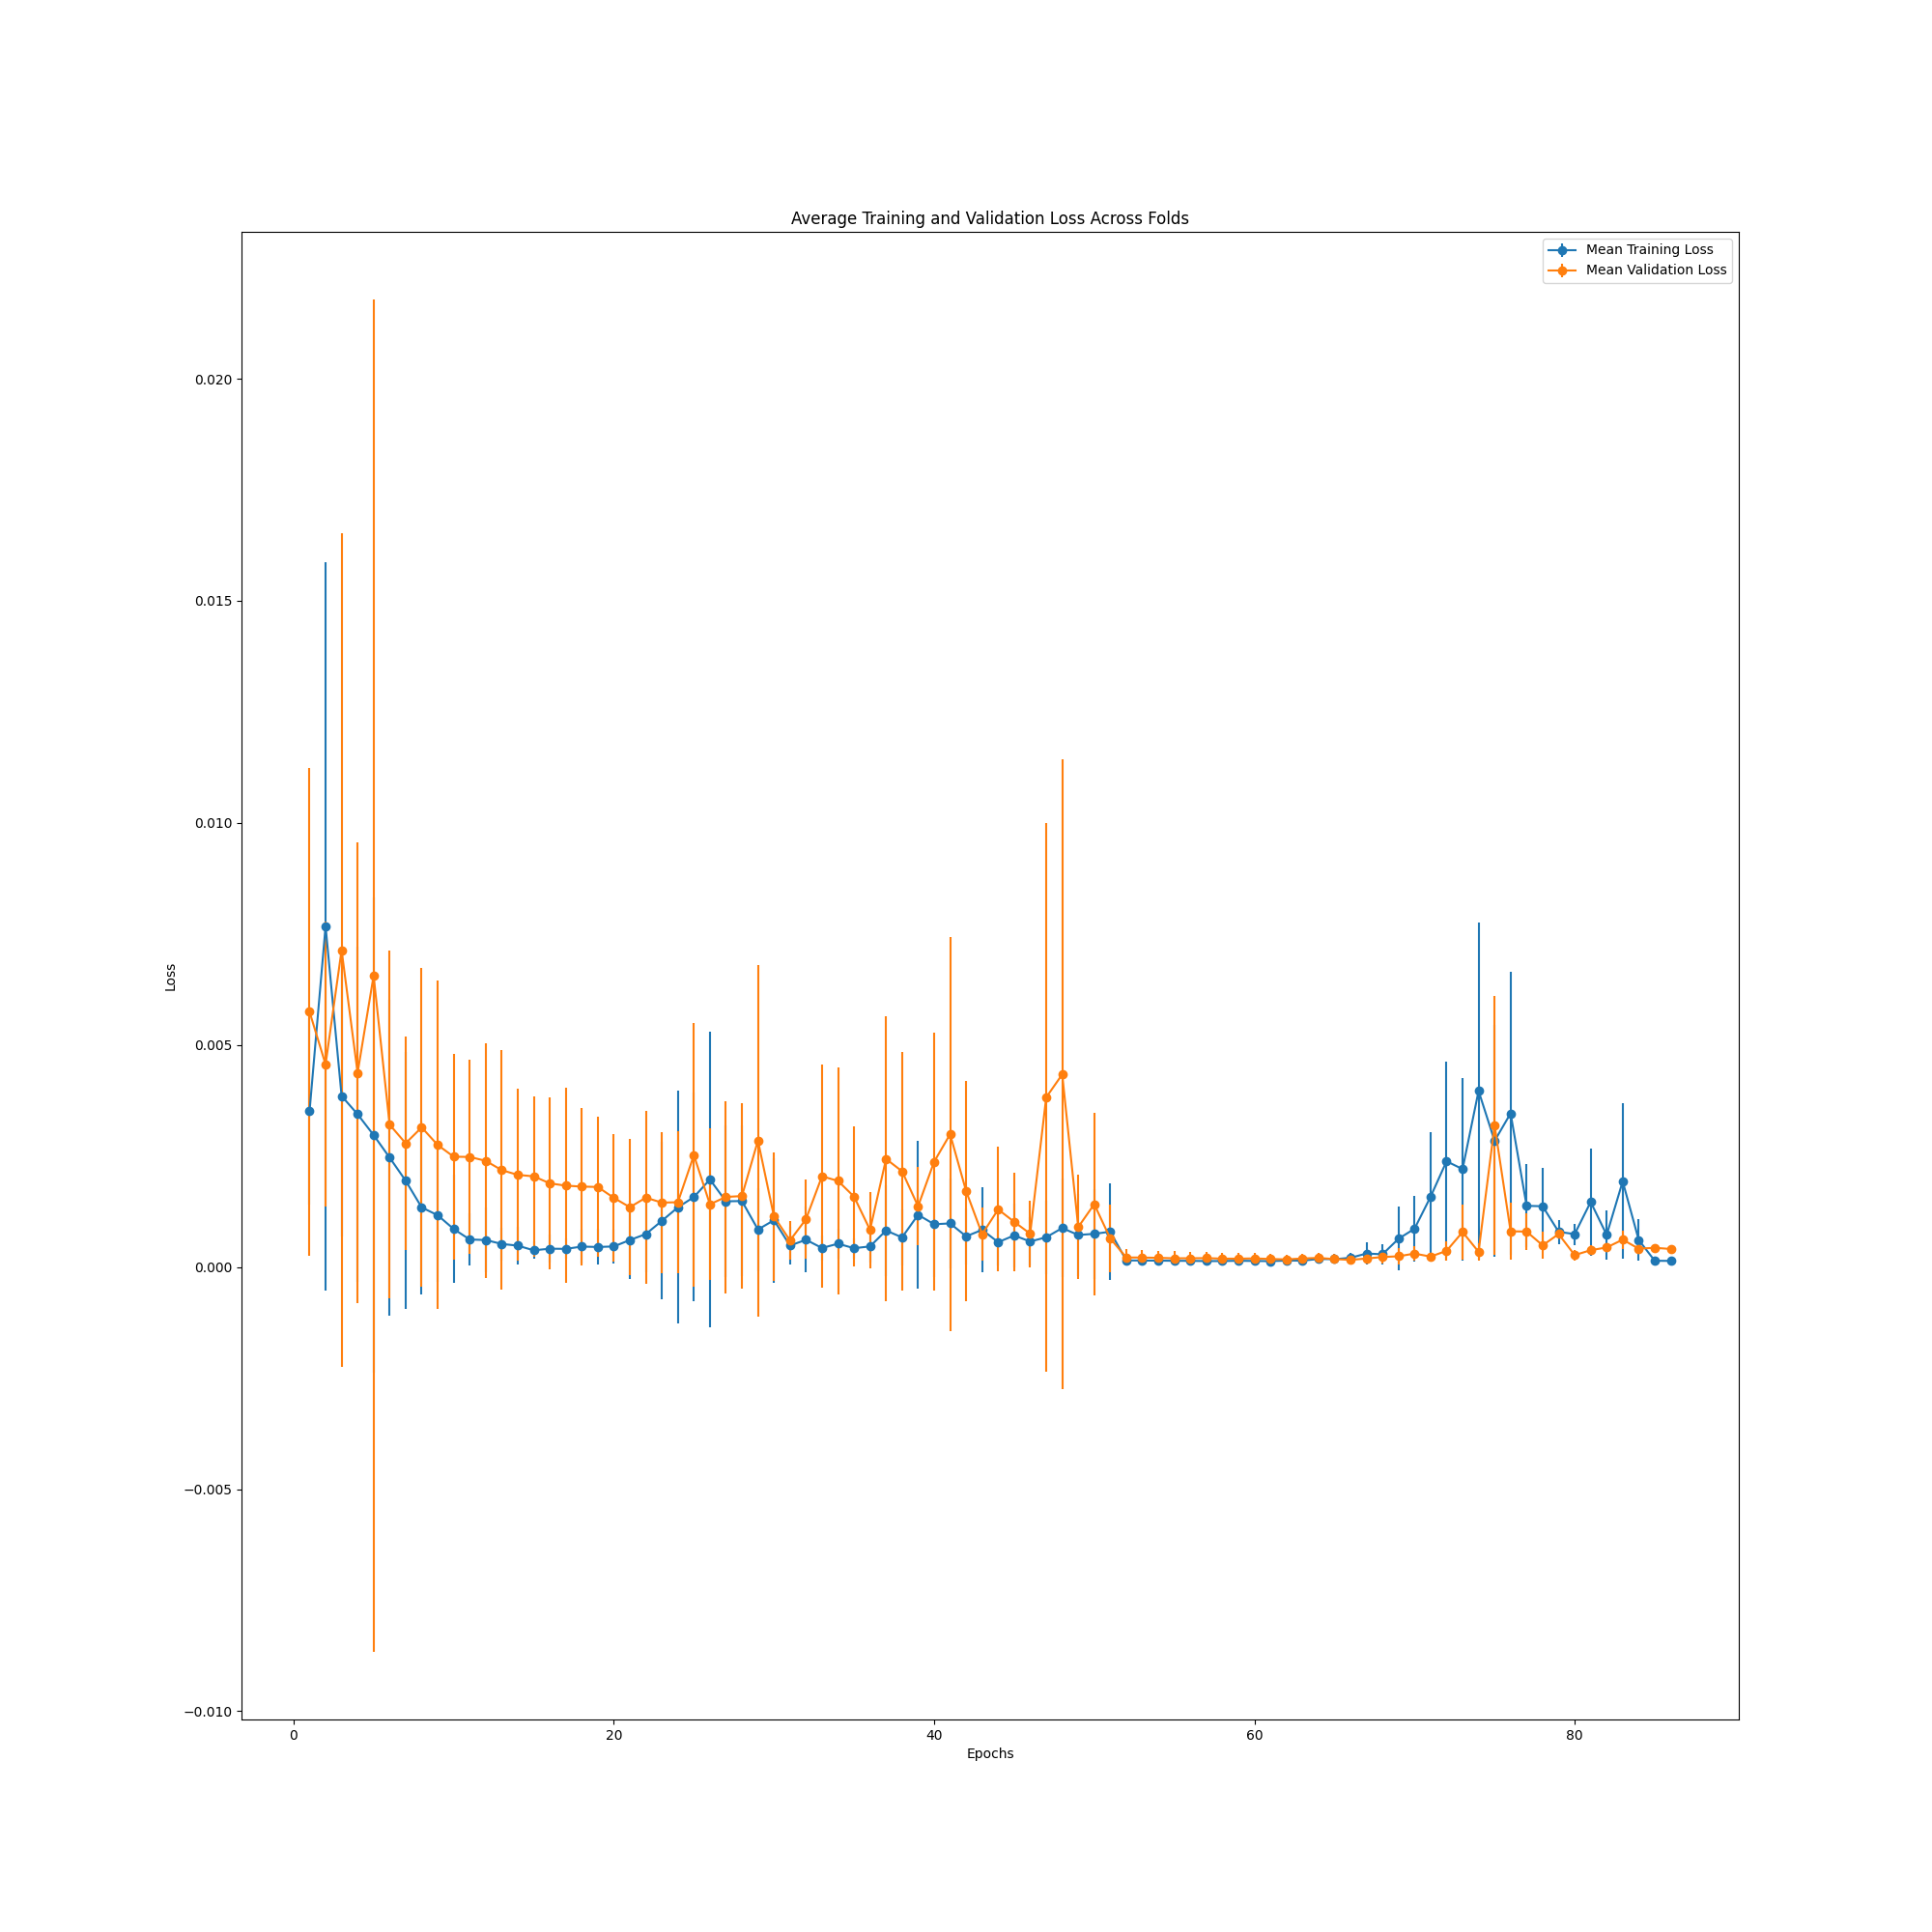 Average Training and Validation Loss Across Folds
Mean Training Loss
Mean Validation Loss
0.020
0.015
0.010
0.005
0.000
−0.005
−0.010
Loss
0
20
40
60
80
Epochs